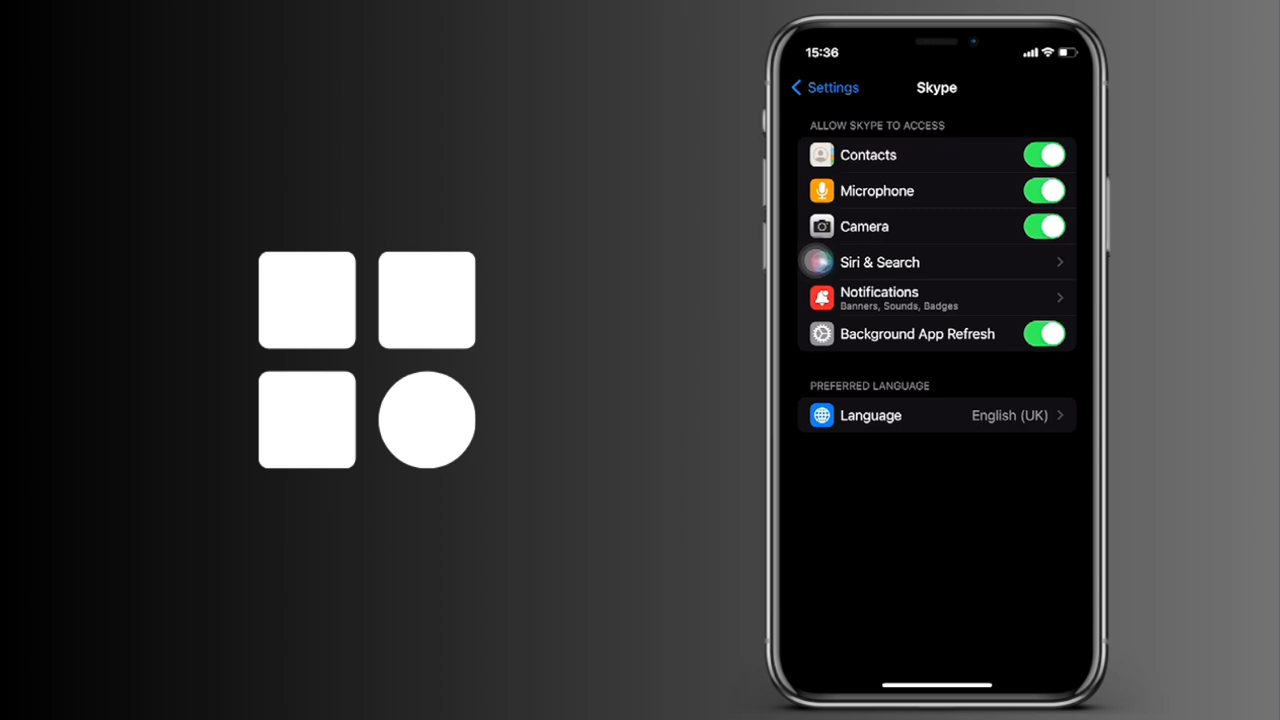 15:36
Settings
Skype
ALLOW SKYPE TO ACCESS
Contacts
Microphone
Camera
Siri & Search
Notifications
Banners, Sounds, Badges
Background App Refresh
PREFERRED LANGUAGE
Language English (UK)